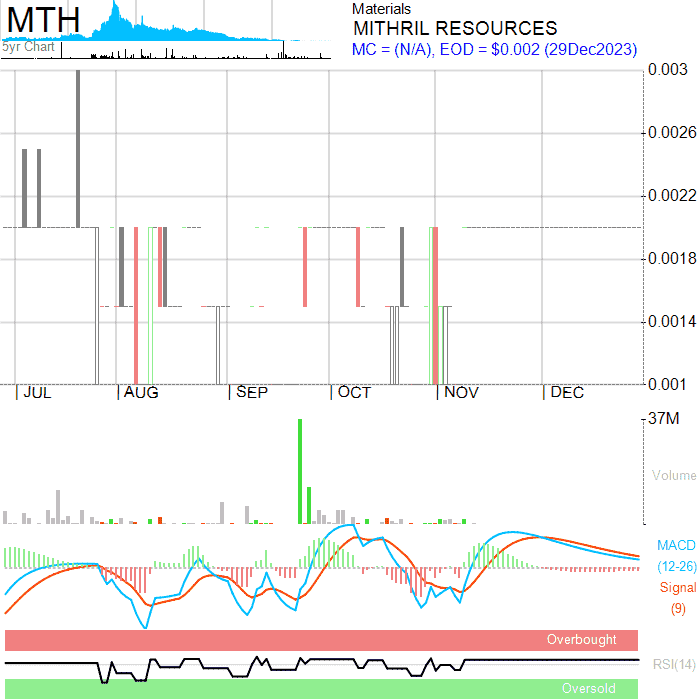 MTH
5yr Chart
Materials
MITHRIL RESOURCES
MC = (N/A), EOD = $0.002 (29Dec2023)
0.003
0.0026
0.0022
0.0018
0.0014
0.001
JUL AUG SEP OCT NOV DEC
37M
Volume
MACD
(12-26)
Signal
(9)
Overbought
RSI(14)
Oversold